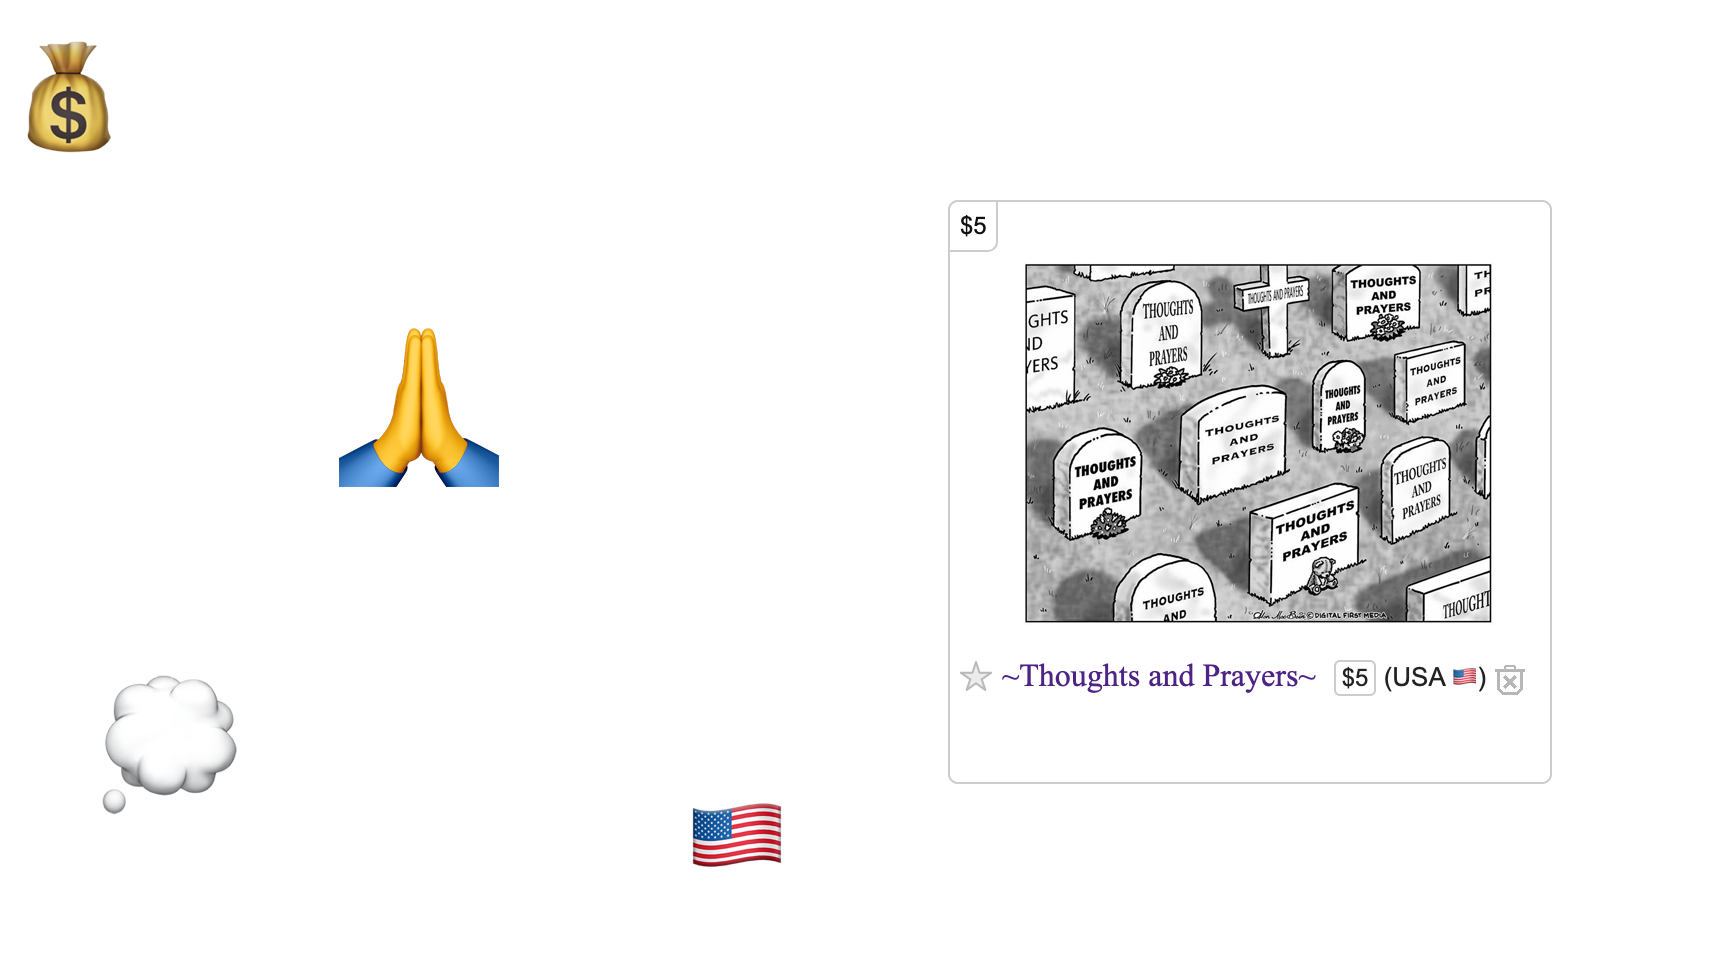 $
$5
THOUGHTS AND PRAYERS
THOUGHTS
AND
PRAYERS
THOUGHTS
AND
PRAYERS
TH
PR
GHTS
ND
YERS
THOUGHTS
AND
PRAYERS
THOUGHTS
AND
PRAYERS
THOUGHTS
AND
PRAYERS
THOUGHTS
AND
PRAYERS
THOUGHTS
AND
PRAYERS
THOUGHTS
AND
PRAYERS
THOUGHTS
AND
THOUGHT
© DIGITAL FIRST MEDIA
~Thoughts and Prayers~ $5 (USA 🇺🇸)